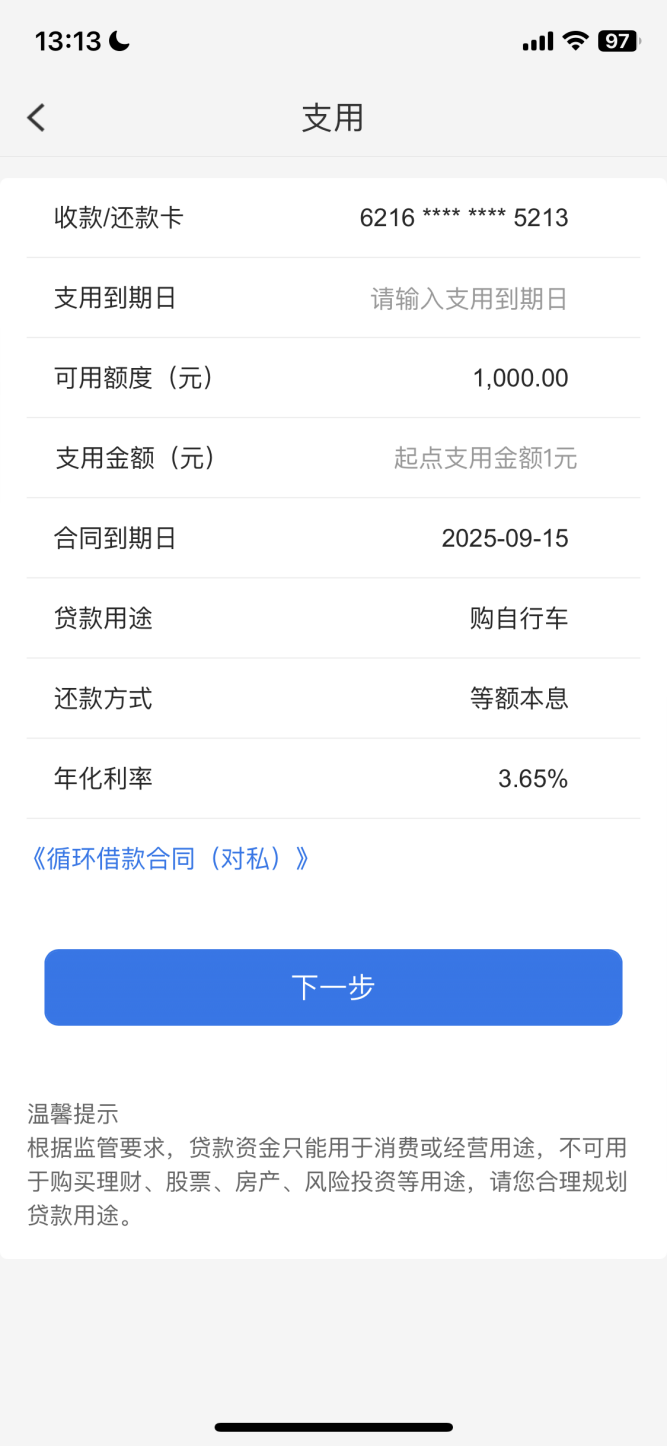 13:13
97
支用
收款/还款卡 6216 **** **** 5213
支用到期日 请输入支用到期日
可用额度（元） 1,000.00
支用金额（元） 起点支用金额1元
合同到期日 2025-09-15
贷款用途 购自行车
还款方式 等额本息
年化利率 3.65%
《循环借款合同（对私）》
下一步
温馨提示
根据监管要求，贷款资金只能用于消费或经营用途，不可用
于购买理财、股票、房产、风险投资等用途，请您合理规划
贷款用途。